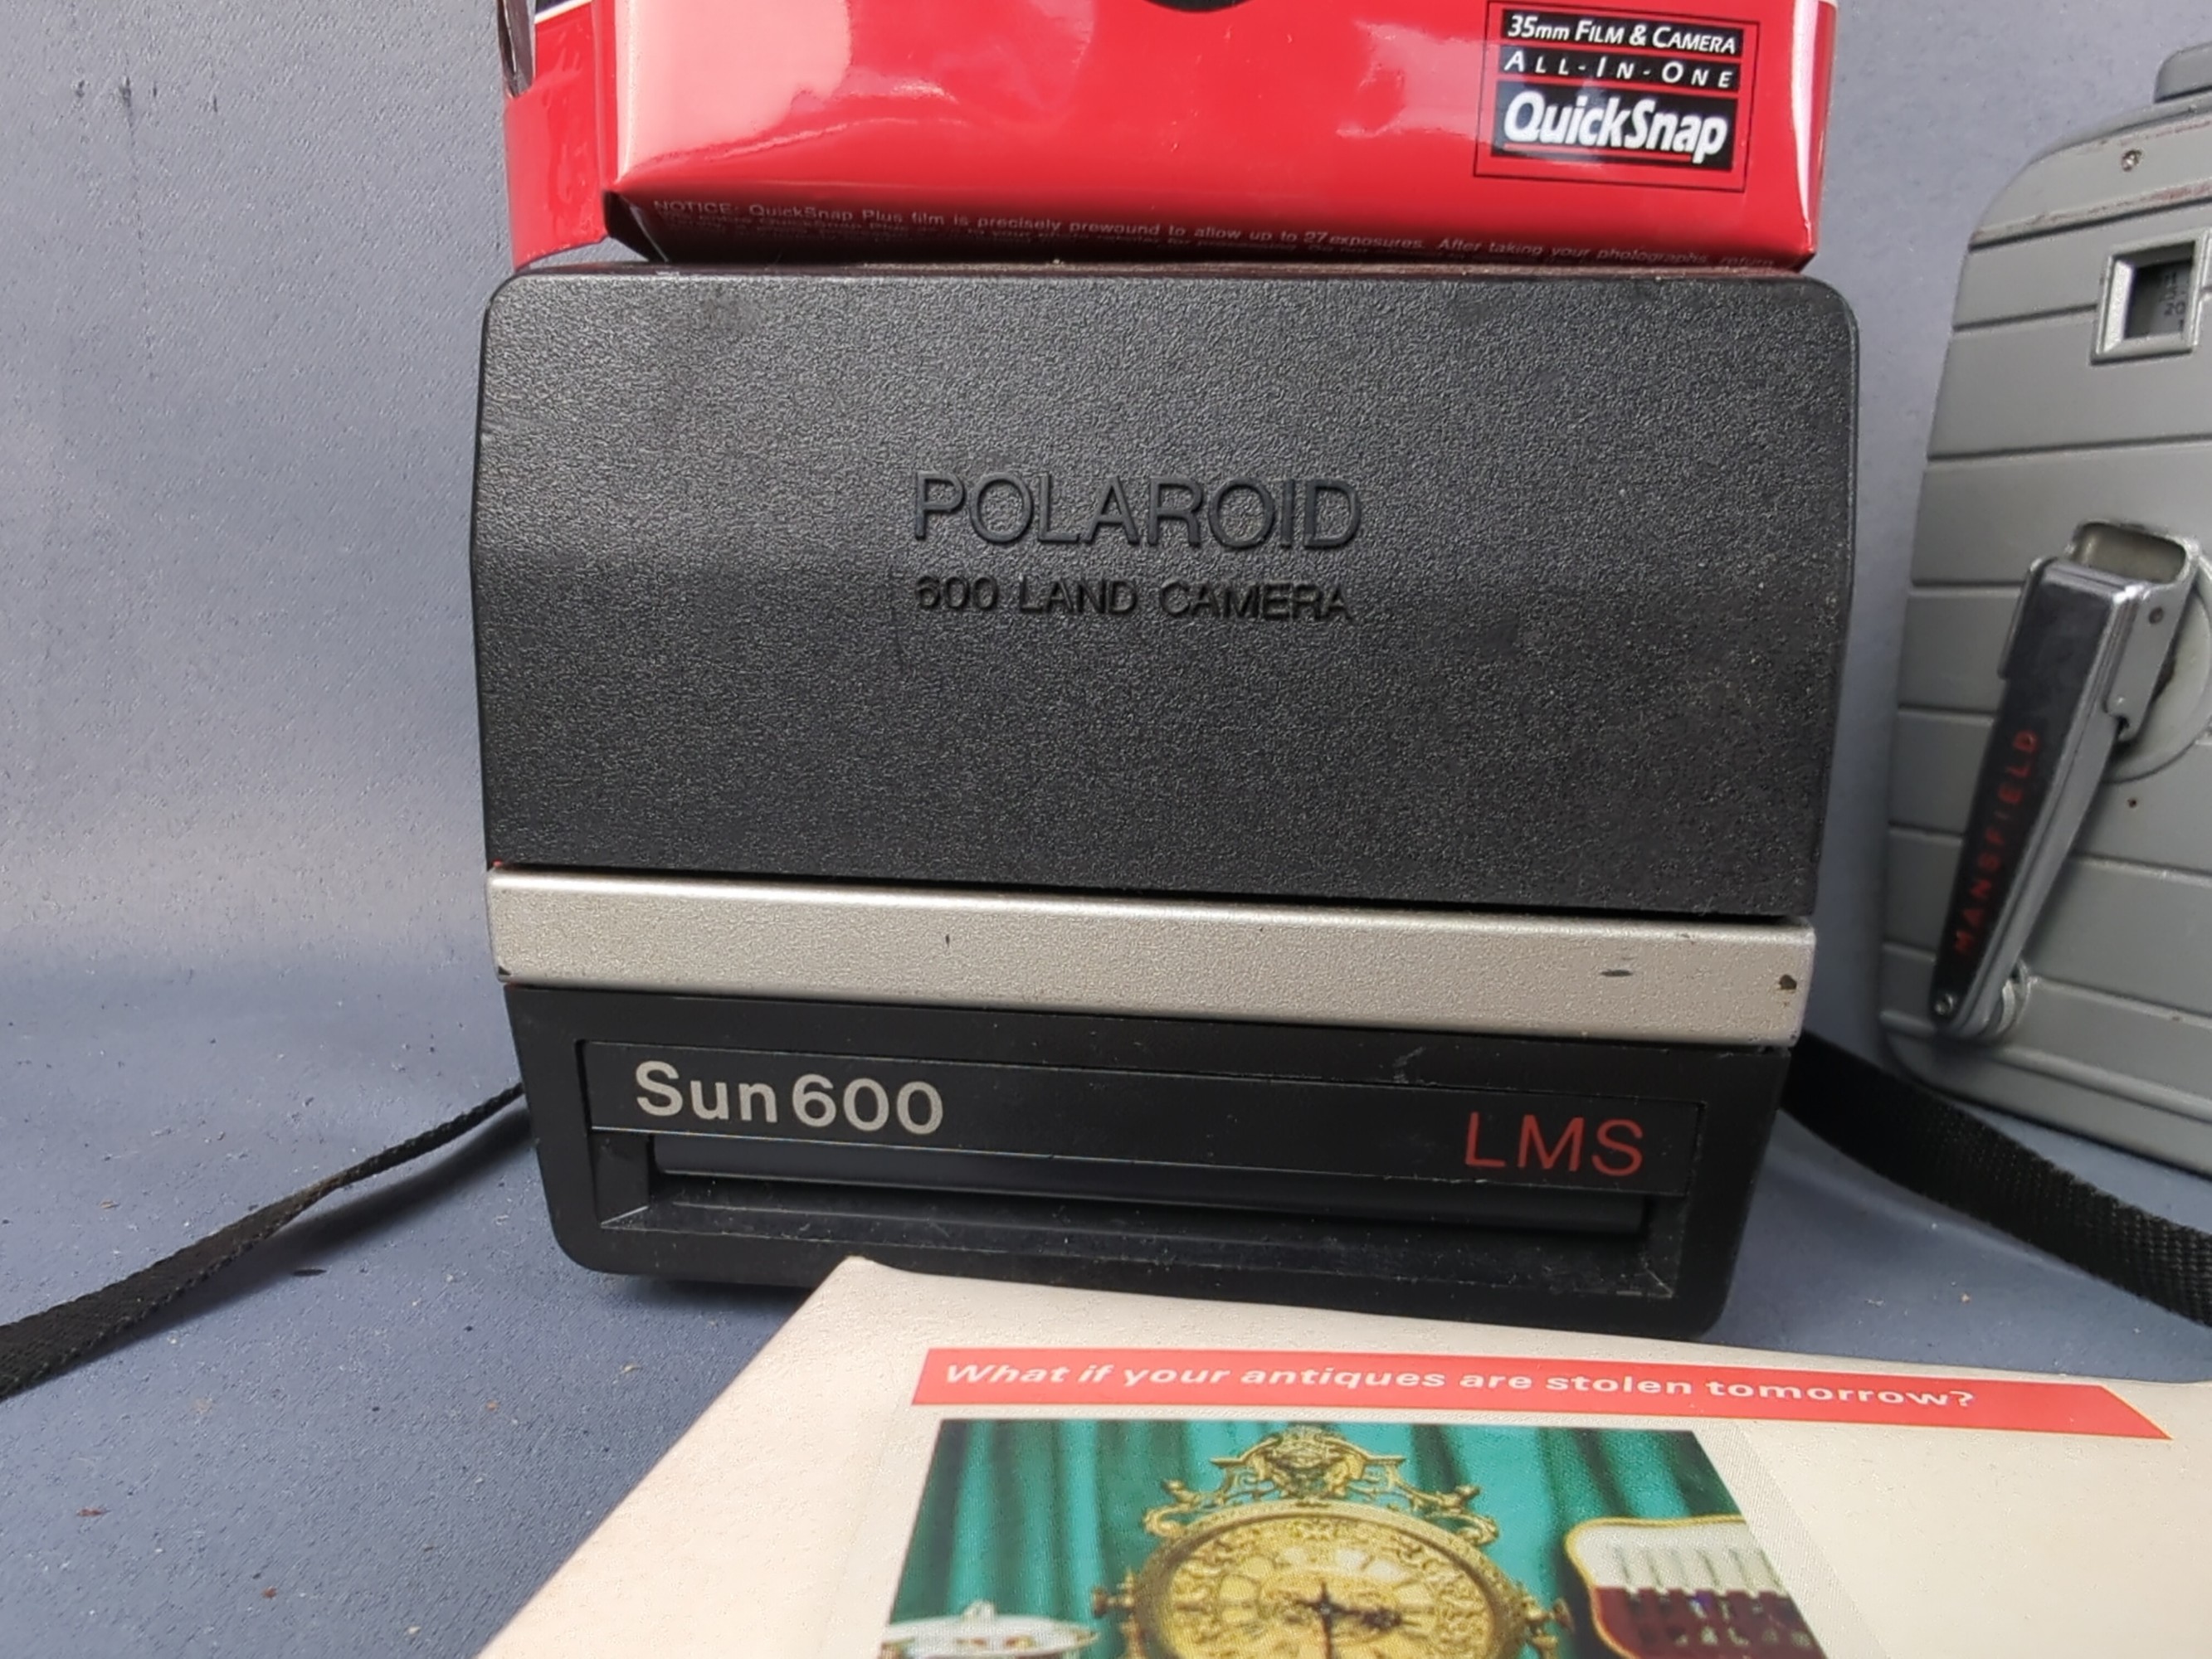 35mm FILM & CAMERA
ALL-IN-ONE
QuickSnap
NOTICE: QuickSnap Plus film is precisely prewound to allow up to 27 exposures. After taking your photographs, return
POLAROID
600 LAND CAMERA
MANSFIELD
Sun600
LMS
What if your antiques are stolen tomorrow?